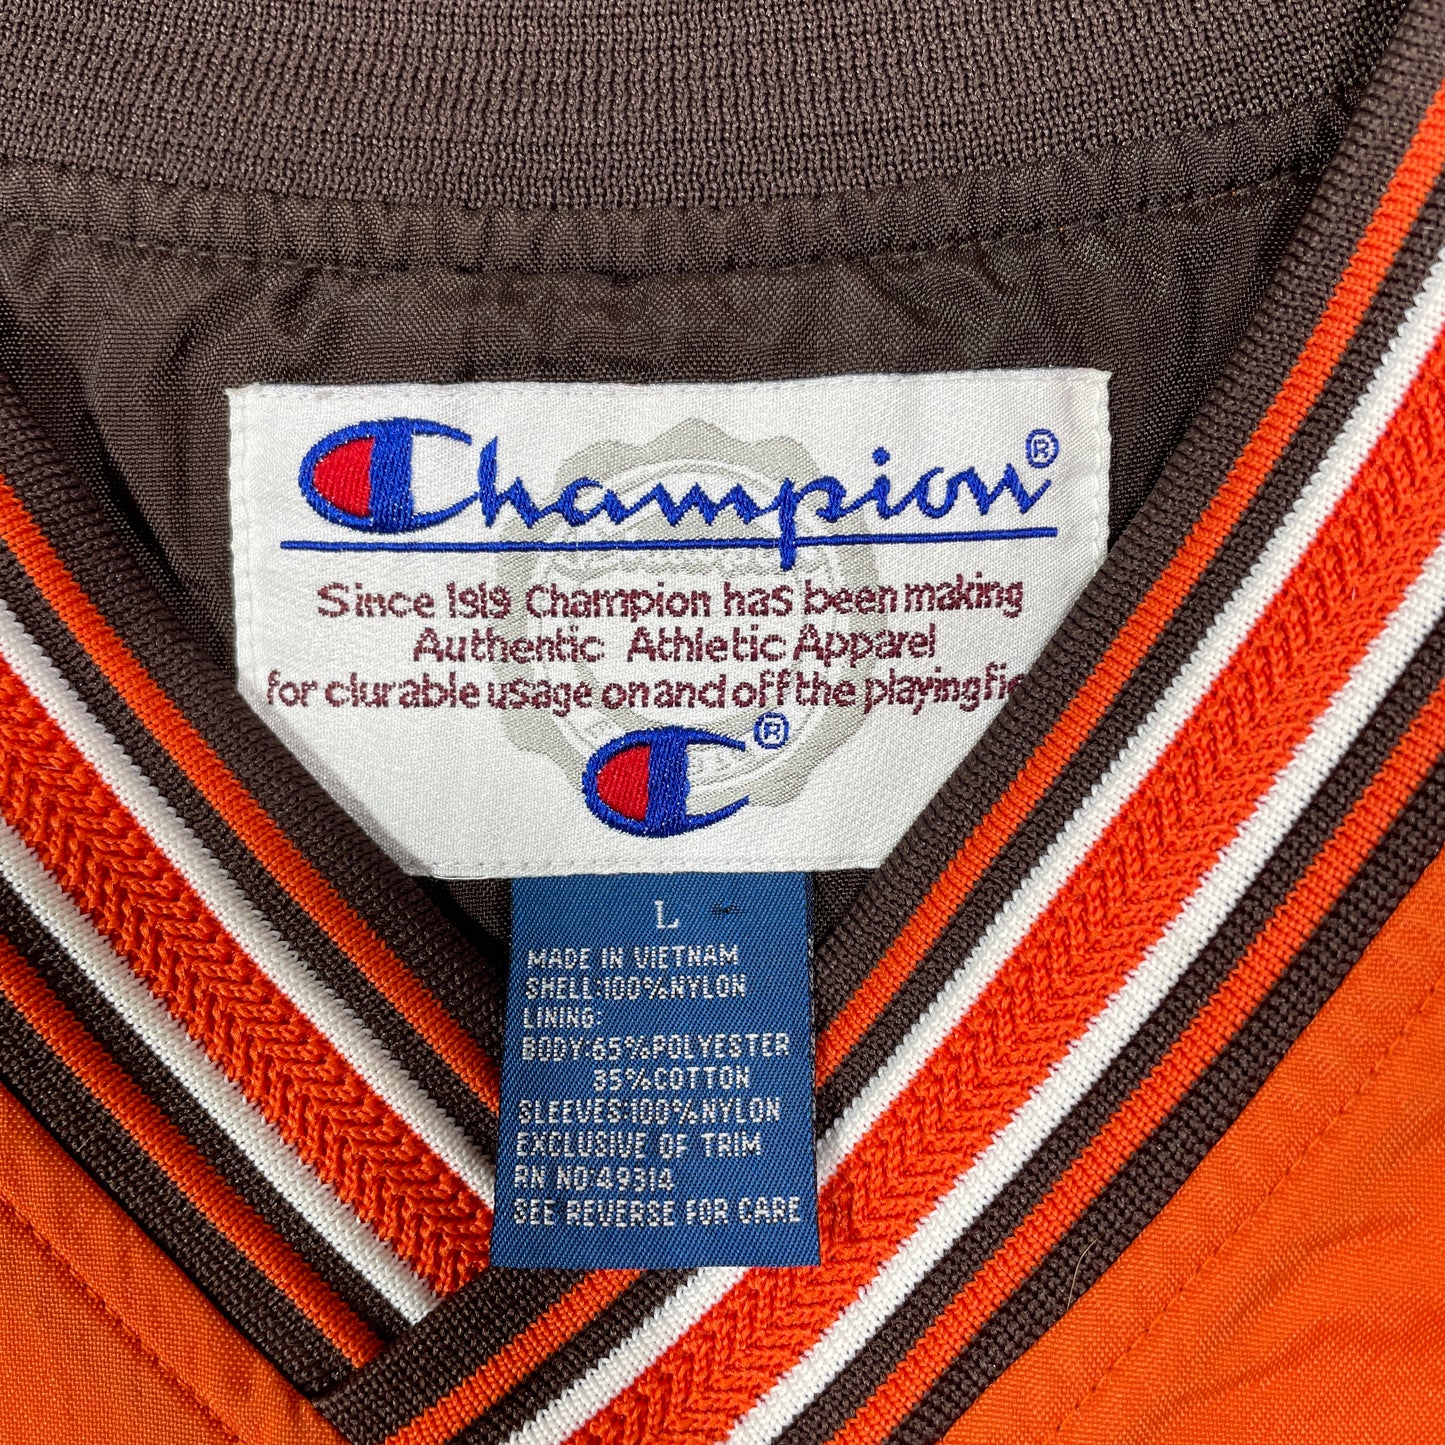 Champion®
Since 1919 Champion has been making
Authentic Athletic Apparel
for durable usage on and off the playing fie
®
L
MADE IN VIETNAM
SHELL:100%NYLON
LINING:
BODY:65%POLYESTER
35%COTTON
SLEEVES:100%NYLON
EXCLUSIVE OF TRIM
RN NO:49314
SEE REVERSE FOR CARE